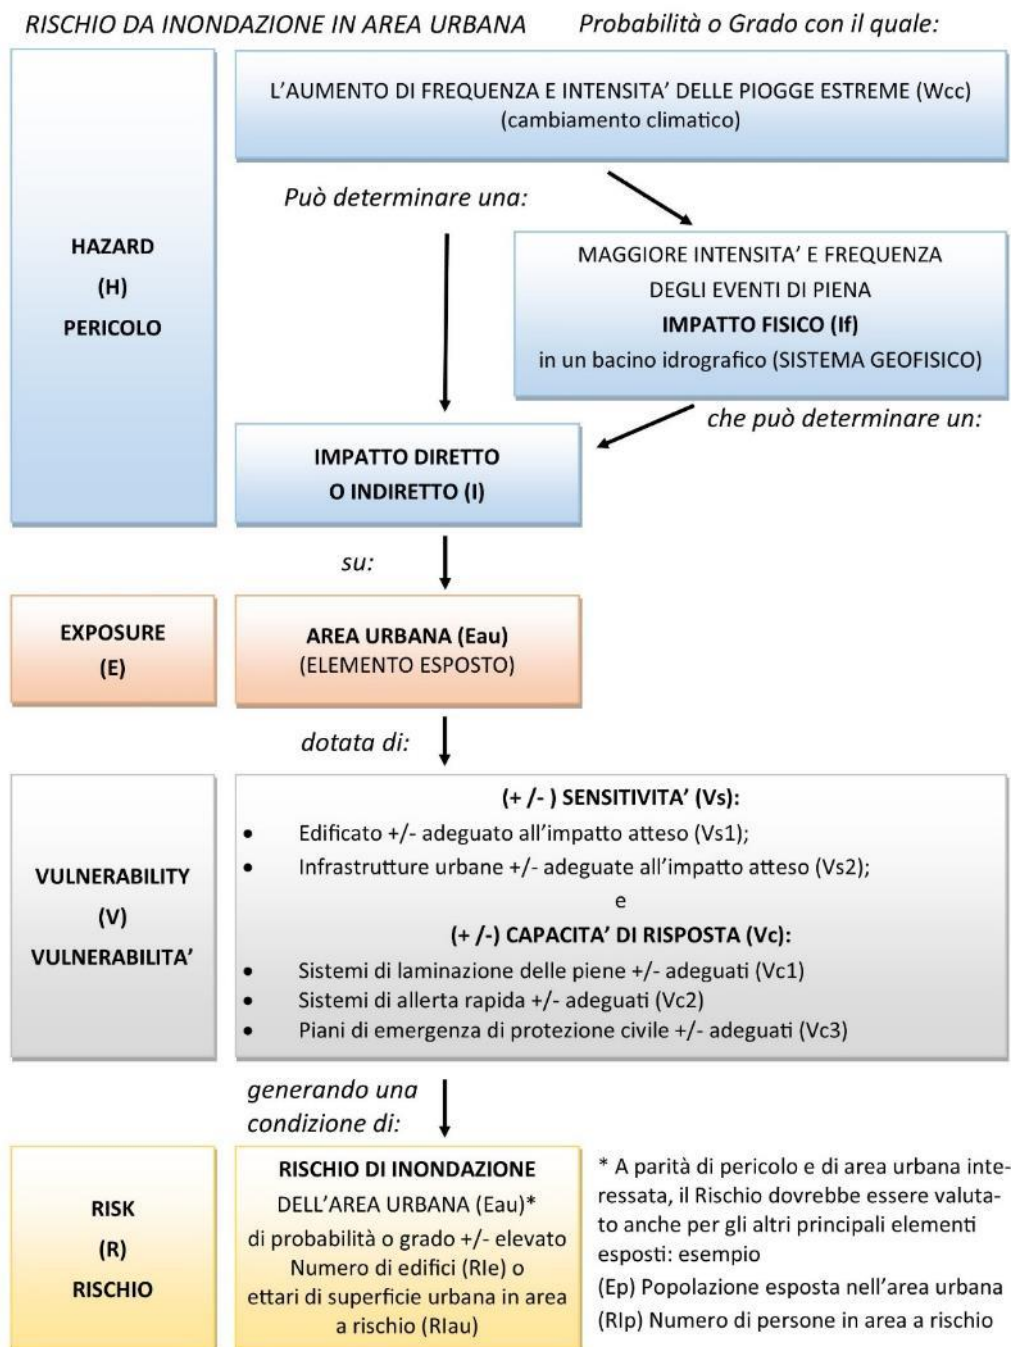 RISCHIO DA INONDAZIONE IN AREA URBANA
Probabilità o Grado con il quale:
HAZARD
(H)
PERICOLO
L'AUMENTO DI FREQUENZA E INTENSITA' DELLE PIOGGE ESTREME (Wcc)
(cambiamento climatico)
Può determinare una:
MAGGIORE INTENSITA' E FREQUENZA
DEGLI EVENTI DI PIENA
IMPATTO FISICO (If)
in un bacino idrografico (SISTEMA GEOFISICO)
che può determinare un:
IMPATTO DIRETTO
O INDIRETTO (I)
su:
EXPOSURE
(E)
AREA URBANA (Eau)
(ELEMENTO ESPOSTO)
dotata di:
VULNERABILITY
(V)
VULNERABILITA'
(+ /- ) SENSITIVITA' (Vs):
• Edificato +/- adeguato all'impatto atteso (Vs1);
• Infrastrutture urbane +/- adeguate all'impatto atteso (Vs2);
e
(+ /-) CAPACITA' DI RISPOSTA (Vc):
• Sistemi di laminazione delle piene +/- adeguati (Vc1)
• Sistemi di allerta rapida +/- adeguati (Vc2)
• Piani di emergenza di protezione civile +/- adeguati (Vc3)
generando una
condizione di:
RISK
(R)
RISCHIO
RISCHIO DI INONDAZIONE
DELL'AREA URBANA (Eau)*
di probabilità o grado +/- elevato
Numero di edifici (RIe) o
ettari di superficie urbana in area
a rischio (RIau)
* A parità di pericolo e di area urbana inte-
ressata, il Rischio dovrebbe essere valuta-
to anche per gli altri principali elementi
esposti: esempio
(Ep) Popolazione esposta nell'area urbana
(RIp) Numero di persone in area a rischio